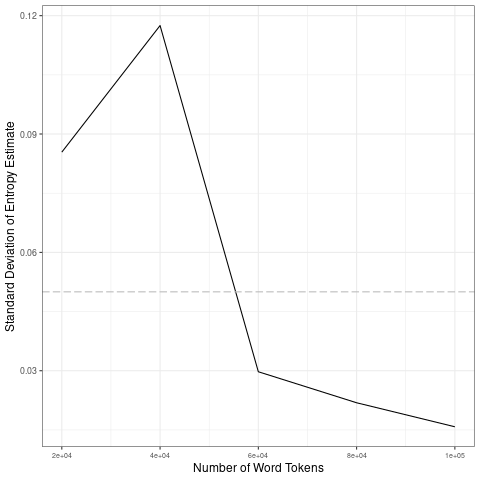 0.12
0.09
0.06
0.03
Standard Deviation of Entropy Estimate
2e+04 4e+04 6e+04 8e+04 1e+05
Number of Word Tokens